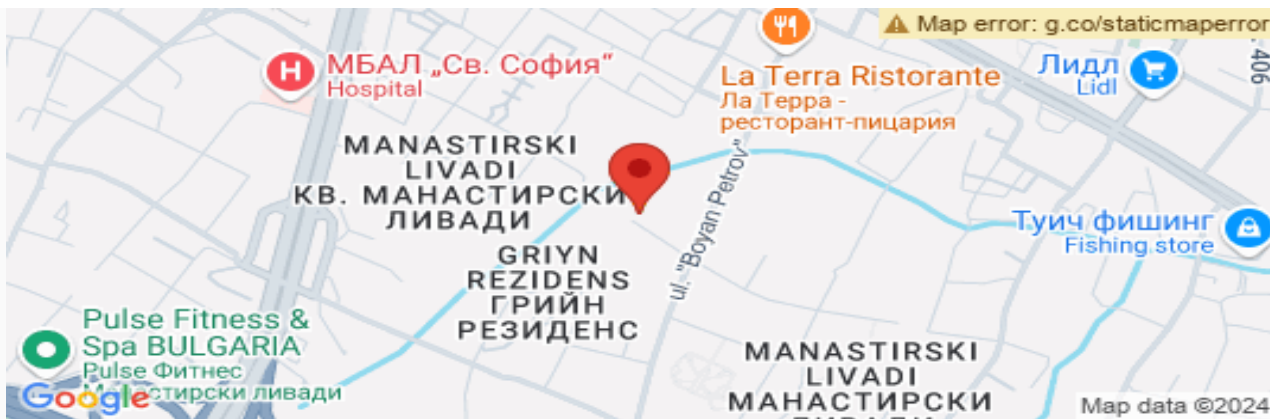 Map error: g.co/staticmaperror
МБАЛ „Св. София“
Hospital
La Terra Ristorante
Ла Терра -
ресторант-пицария
Лидл
Lidl
406
MANASTIRSKI
LIVADI
КВ. МАНАСТИРСКИ
ЛИВАДИ
ul. "Boyan Petrov"
Туич фишинг
Fishing store
GRIYN
REZIDENS
ГРИЙН
РЕЗИДЕНС
Pulse Fitness &
Spa BULGARIA
Pulse Фитнес
Манастирски ливади
MANASTIRSKI
LIVADI
МАНАСТИРСКИ
ЛИВАДИ
Google
Map data ©2024